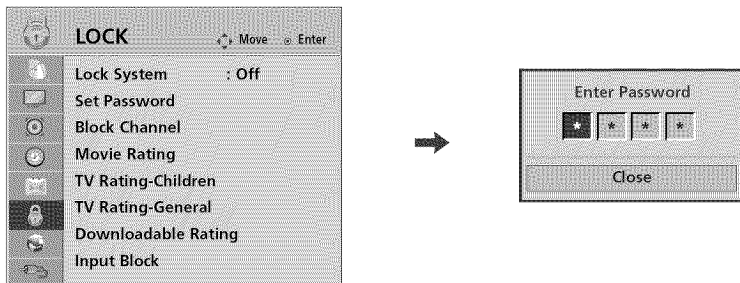 LOCK
Move Enter
Lock System : Off
Set Password
Block Channel
Movie Rating
TV Rating-Children
TV Rating-General
Downloadable Rating
Input Block
Enter Password
* * * *
Close